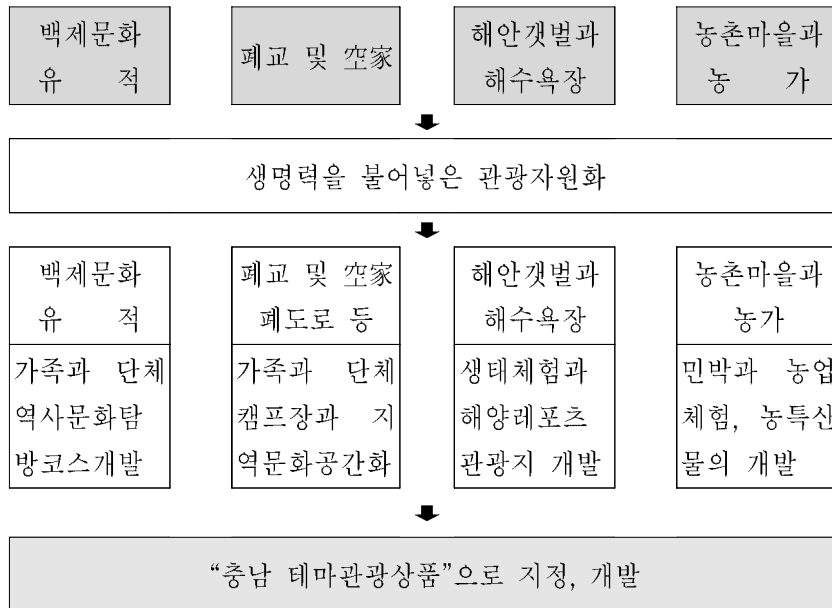 백제문화
유 적
폐교 및 空家
해안갯벌과
해수욕장
농촌마을과
농 가
생명력을 불어넣은 관광자원화
백제문화
유 적
폐교 및 空家
폐도로 등
해안갯벌과
해수욕장
농촌마을과
농가
가족과 단체
역사문화탐
방코스개발
가족과 단체
캠프장과 지
역문화공간화
생태체험과
해양레포츠
관광지 개발
민박과 농업
체험, 농특산
물의 개발
“충남 테마관광상품”으로 지정, 개발